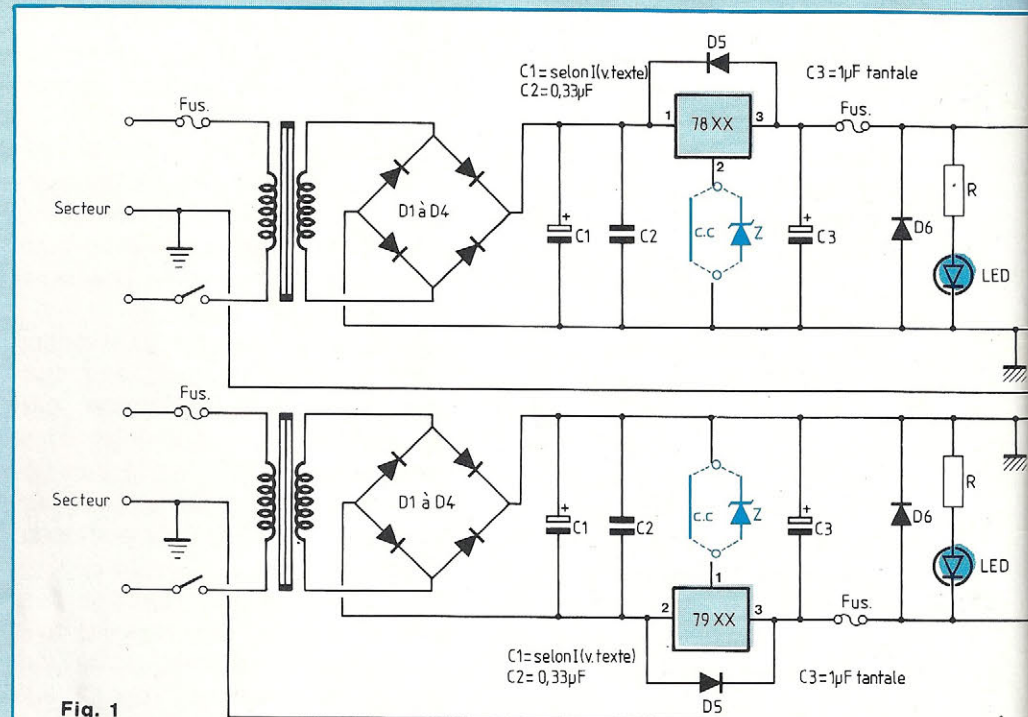 D5
C1=selon I(v.texte)
C2=0,33µF
C3=1µF tantale
Fus.
Fus.
1
78 XX
3
2
Secteur
D1 à D4
+
C1
C2
c.c
Z
+
C3
D6
R
LED
Fus.
Secteur
D1 à D4
+
C1
C2
c.c
Z
+
C3
D6
R
LED
1
2
79 XX
3
Fus.
C1=selon I(v.texte)
C2=0,33µF
C3=1µF tantale
D5
Fig. 1